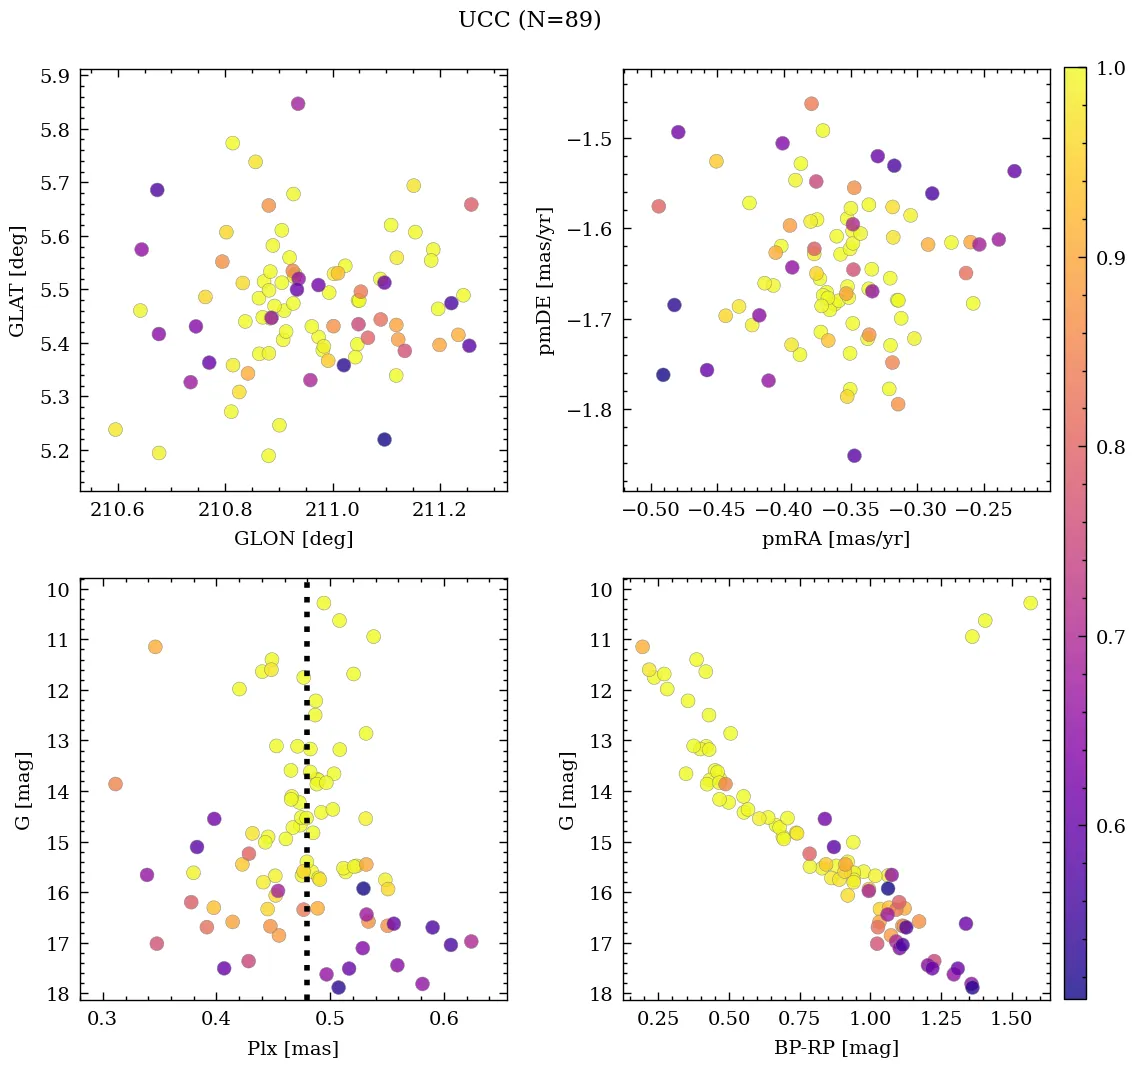 UCC (N=89)
5.9
5.8
5.7
5.6
5.5
5.4
5.3
5.2
GLAT [deg]
210.6 210.8 211.0 211.2
GLON [deg]
−1.5
−1.6
−1.7
−1.8
pmDE [mas/yr]
−0.50 −0.45 −0.40 −0.35 −0.30 −0.25
pmRA [mas/yr]
1.0
0.9
0.8
0.7
0.6
10
11
12
13
14
15
16
17
18
G [mag]
0.3 0.4 0.5 0.6
Plx [mas]
10
11
12
13
14
15
16
17
18
G [mag]
0.25 0.50 0.75 1.00 1.25 1.50
BP-RP [mag]